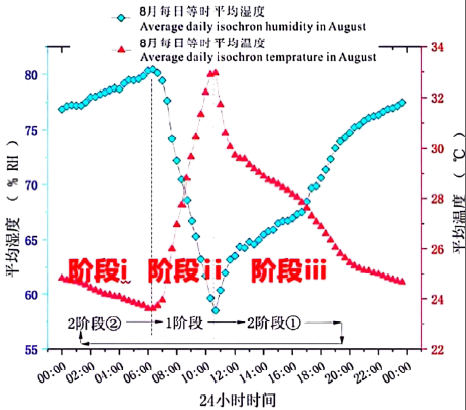 8月每日等时平均湿度
Average daily isochron humidity in August
8月每日等时平均温度
Average daily isochron temprature in August
平均湿度（%RH）
80
75
70
65
60
55
34
32
30
28
26
24
22
平均温度（℃）
阶段i 阶段ii 阶段iii
2阶段② 1阶段 2阶段①
00:00 02:00 04:00 06:00 08:00 10:00 12:00 14:00 16:00 18:00 20:00 22:00 00:00
24小时时间